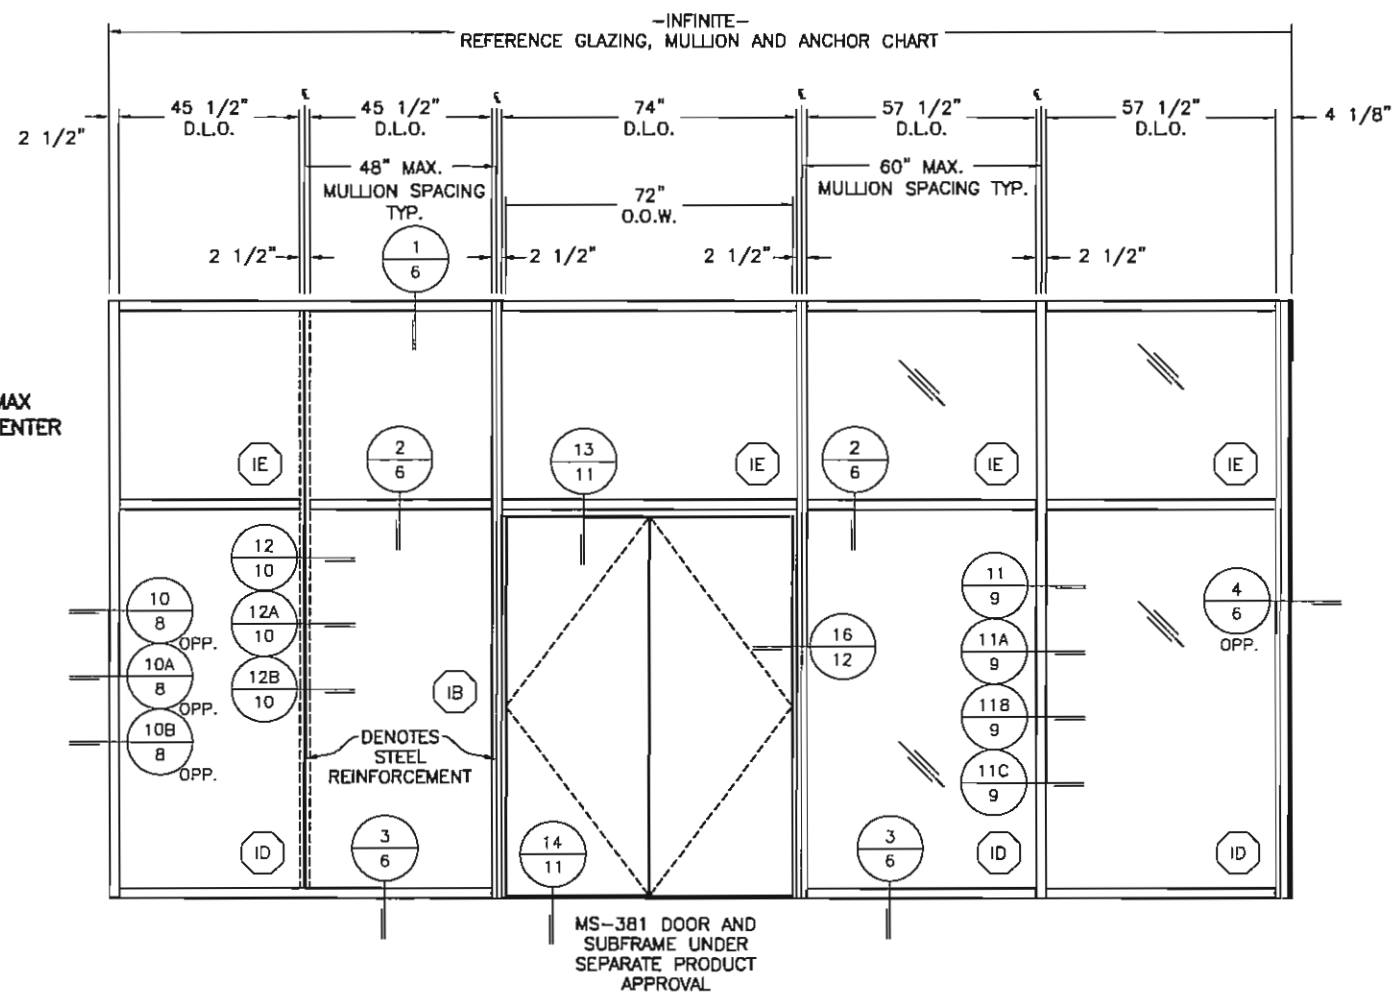 -INFINITE-
REFERENCE GLAZING, MULLION AND ANCHOR CHART
2 1/2"
45 1/2"
D.L.O.
45 1/2"
D.L.O.
74"
D.L.O.
57 1/2"
D.L.O.
57 1/2"
D.L.O.
4 1/8"
48" MAX.
MULLION SPACING
TYP.
72"
O.O.W.
60" MAX.
MULLION SPACING TYP.
2 1/2"
1
6
2 1/2"
2 1/2"
2 1/2"
MAX
ENTER
IE
2
6
13
11
IE
2
6
IE
IE
12
10
12A
10
12B
10
10
8
OPP.
10A
8
OPP.
10B
8
OPP.
IB
DENOTES
STEEL
REINFORCEMENT
16
12
11
9
11A
9
11B
9
11C
9
4
6
OPP.
ID
3
6
14
11
3
6
ID
ID
MS-381 DOOR AND
SUBFRAME UNDER
SEPARATE PRODUCT
APPROVAL